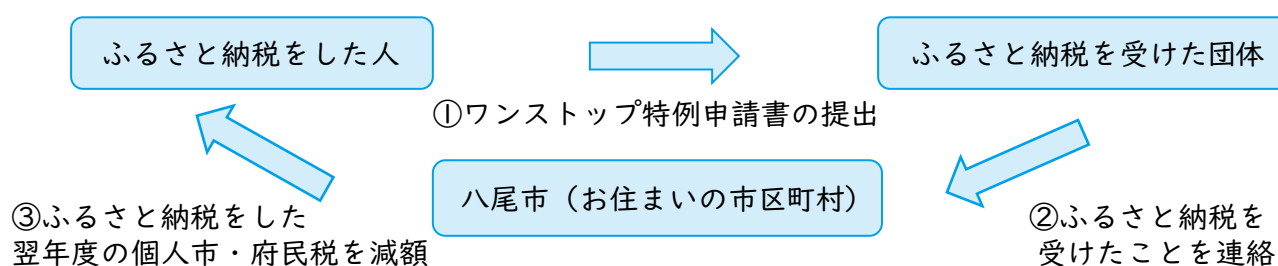 ふるさと納税をした人
ふるさと納税を受けた団体
①ワンストップ特例申請書の提出
八尾市（お住まいの市区町村）
②ふるさと納税を
受けたことを連絡
③ふるさと納税をした
翌年度の個人市・府民税を減額